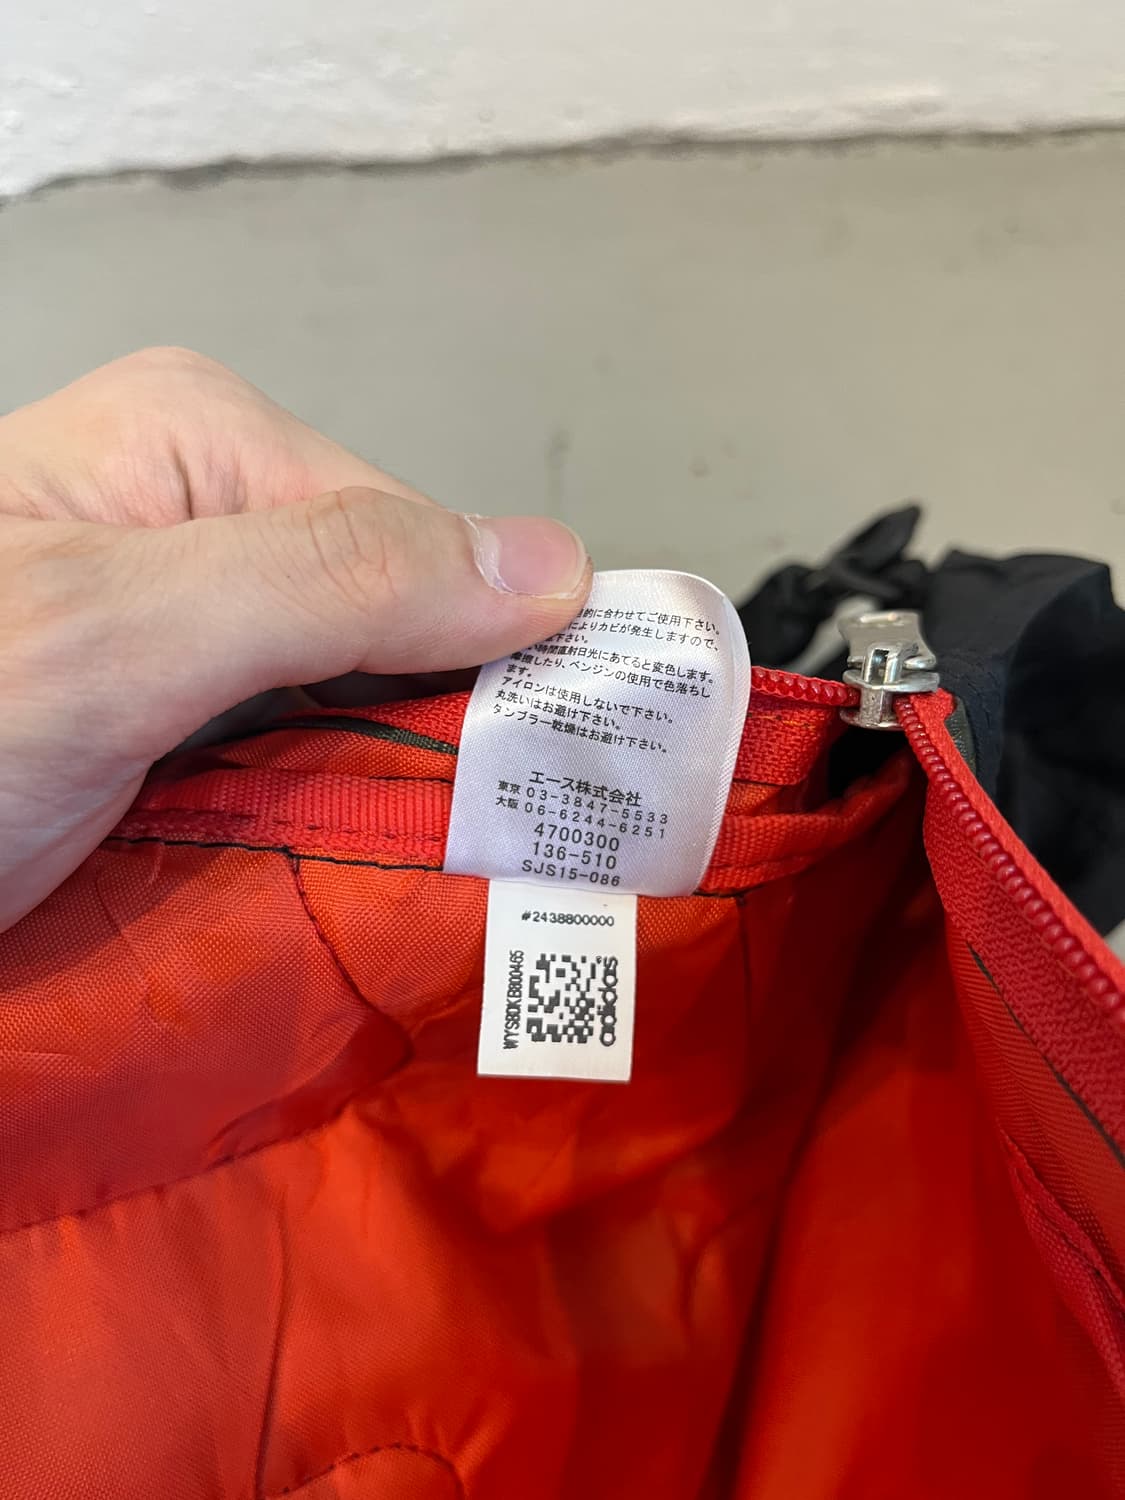 的に合わせてご使用下さい。
によりカビが発生しますので、
下さい。
時間直射日光にあてると変色します。
摩擦したり、ベンジンの使用で色落ちし
ます。
アイロンは使用しないで下さい。
丸洗いはお避け下さい。
タンブラー乾燥はお避け下さい。
エース株式会社
東京 03-3847-5533
大阪 06-6244-6251
4700300
136-510
SJS15-086
#2438800000
WYS8DKB800465
adidas